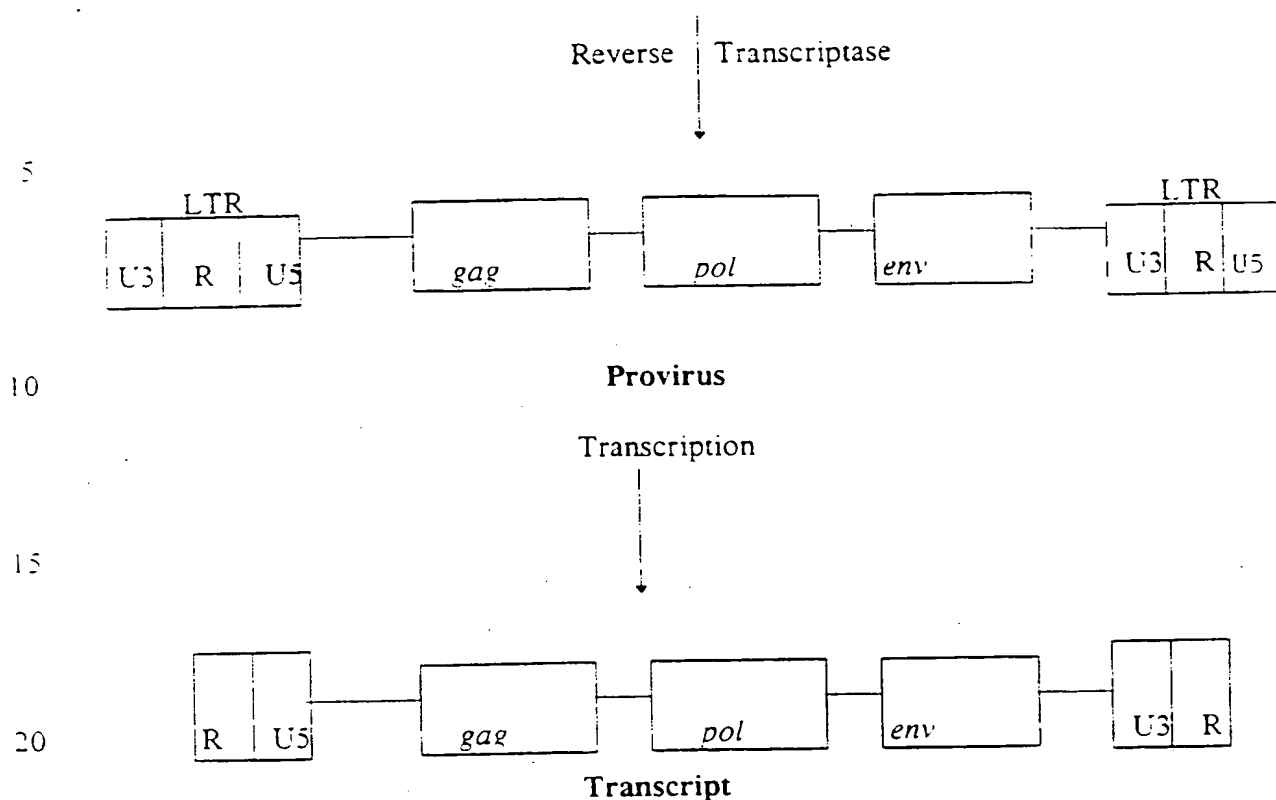 Reverse Transcriptase
5
LTR LTR
U3 R U5 gag pol env U3 R U5
Provirus
10
Transcription
15
R U5 gag pol env U3 R
20
Transcript